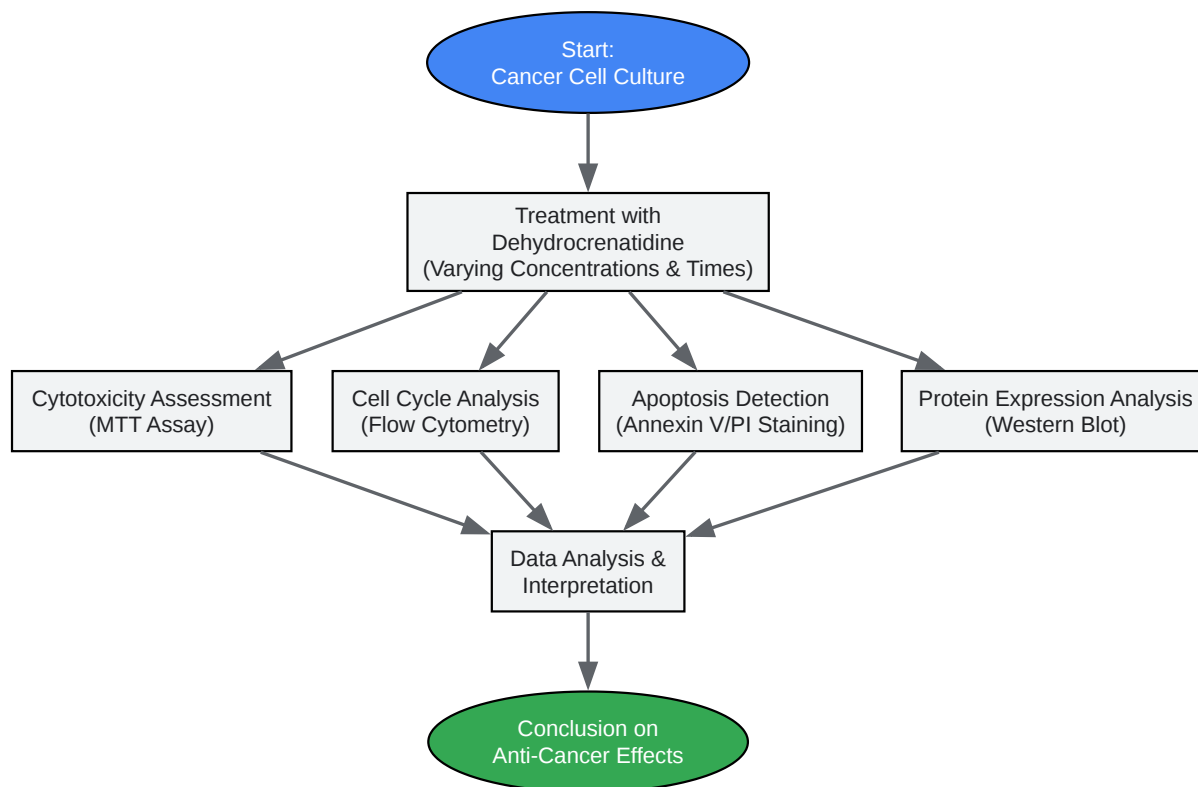 Start:
Cancer Cell Culture
Treatment with
Dehydrocrenatidine
(Varying Concentrations & Times)
Cytotoxicity Assessment
(MTT Assay)
Cell Cycle Analysis
(Flow Cytometry)
Apoptosis Detection
(Annexin V/PI Staining)
Protein Expression Analysis
(Western Blot)
Data Analysis &
Interpretation
Conclusion on
Anti-Cancer Effects